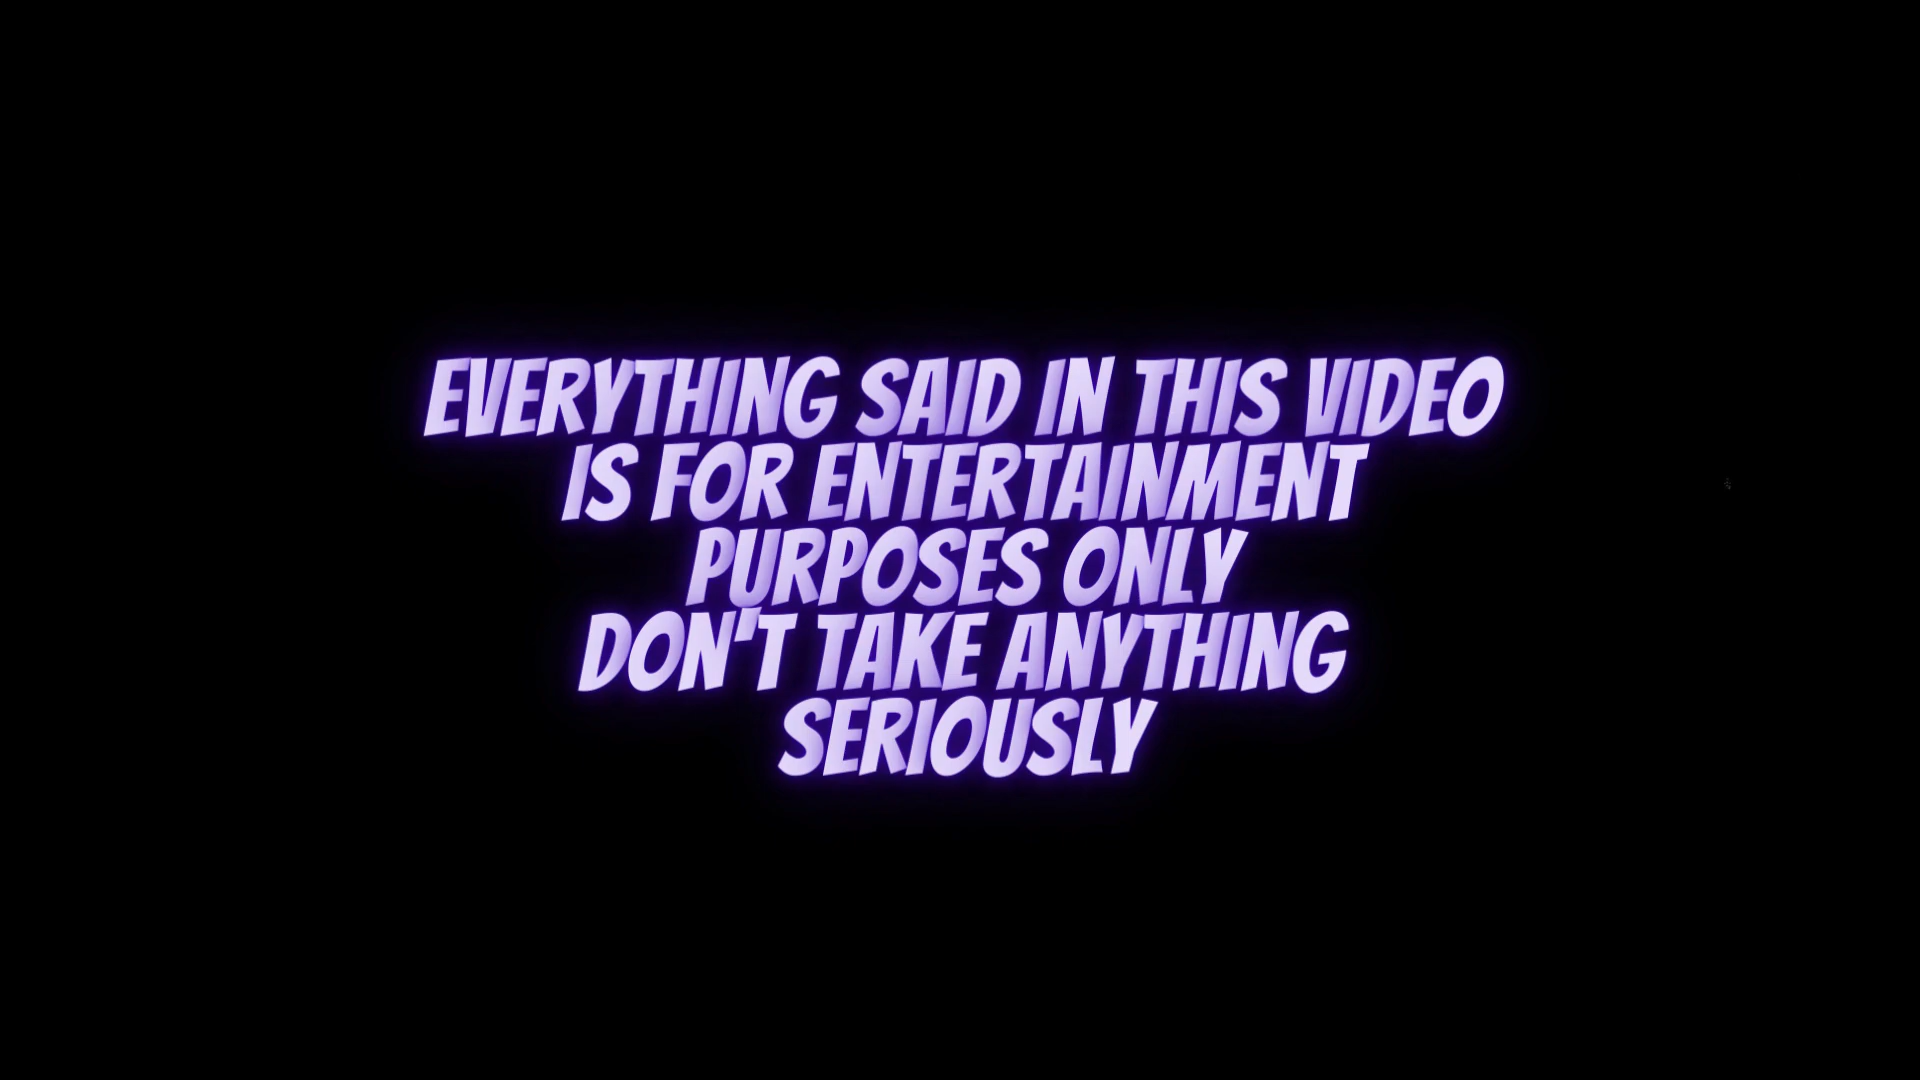 EVERYTHING SAID IN THIS VIDEO
IS FOR ENTERTAINMENT
PURPOSES ONLY
DON'T TAKE ANYTHING
SERIOUSLY